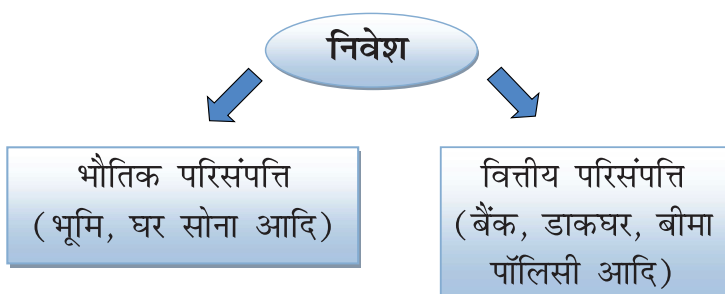 निवेश
भौतिक परिसंपत्ति
(भूमि, घर सोना आदि)
वित्तीय परिसंपत्ति
(बैंक, डाकघर, बीमा
पॉलिसी आदि)